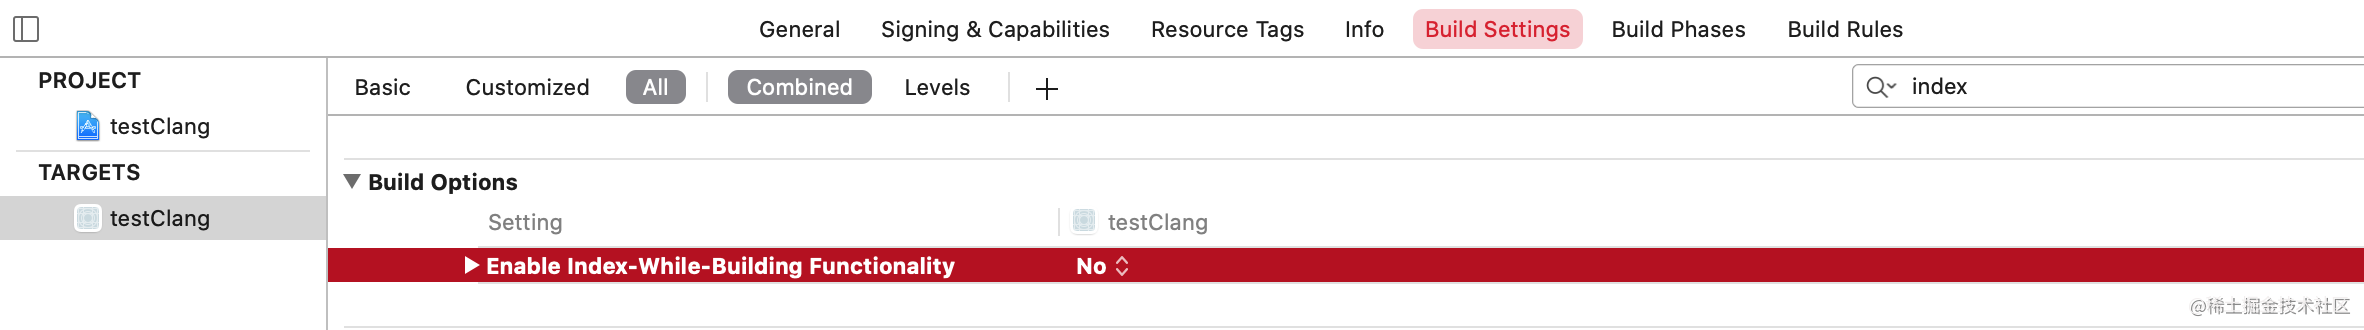 General Signing & Capabilities Resource Tags Info Build Settings Build Phases Build Rules
PROJECT
Basic Customized All Combined Levels + index
testClang
TARGETS
Build Options
testClang
Setting testClang
Enable Index-While-Building Functionality No
@稀土掘金技术社区